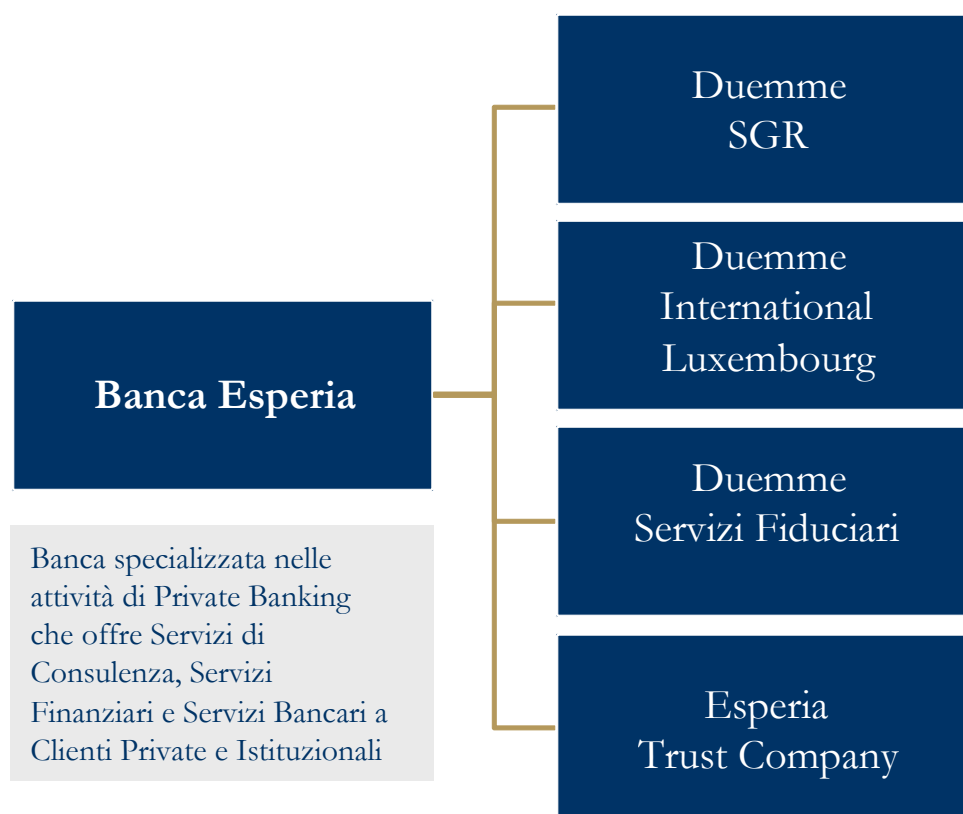 Duemme
SGR
Duemme
International
Luxembourg
Banca Esperia
Duemme
Servizi Fiduciari
Banca specializzata nelle
attività di Private Banking
che offre Servizi di
Consulenza, Servizi
Finanziari e Servizi Bancari a
Clienti Private e Istituzionali
Esperia
Trust Company